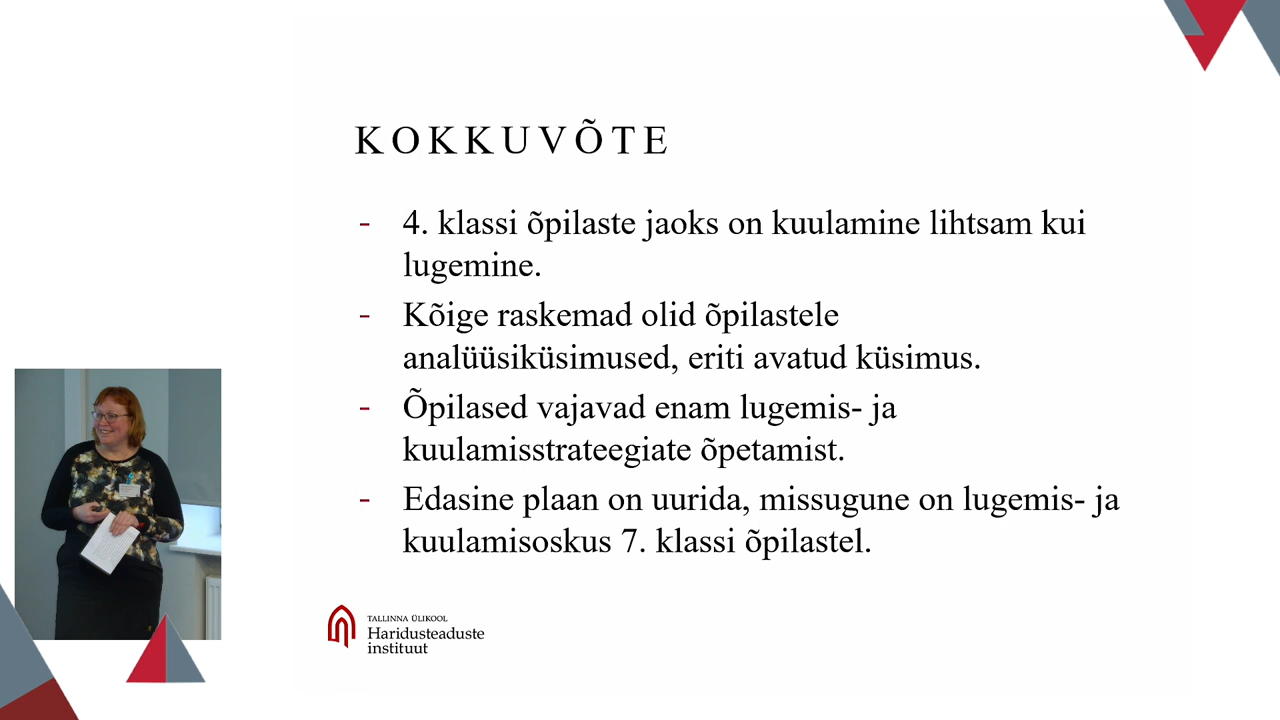 KOKKUVÕTE
- 4. klassi õpilaste jaoks on kuulamine lihtsam kui
lugemine.
- Kõige raskemad olid õpilastele
analüüsiküsimused, eriti avatud küsimus.
- Õpilased vajavad enam lugemis- ja
kuulamisstrateegiate õpetamist.
- Edasine plaan on uurida, missugune on lugemis- ja
kuulamisoskus 7. klassi õpilastel.
TALLINNA ÜLIKOOL
Haridusteaduste
instituut